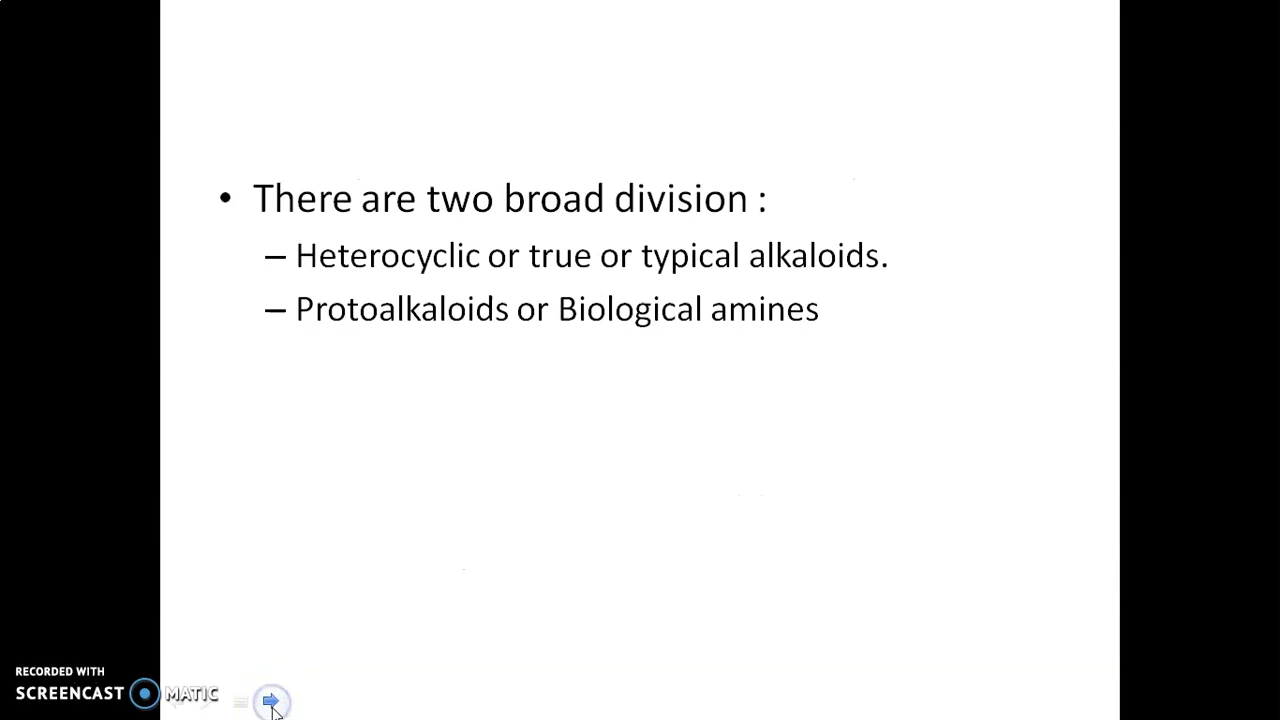 • There are two broad division :
– Heterocyclic or true or typical alkaloids.
– Protoalkaloids or Biological amines
RECORDED WITH
SCREENCAST MATIC